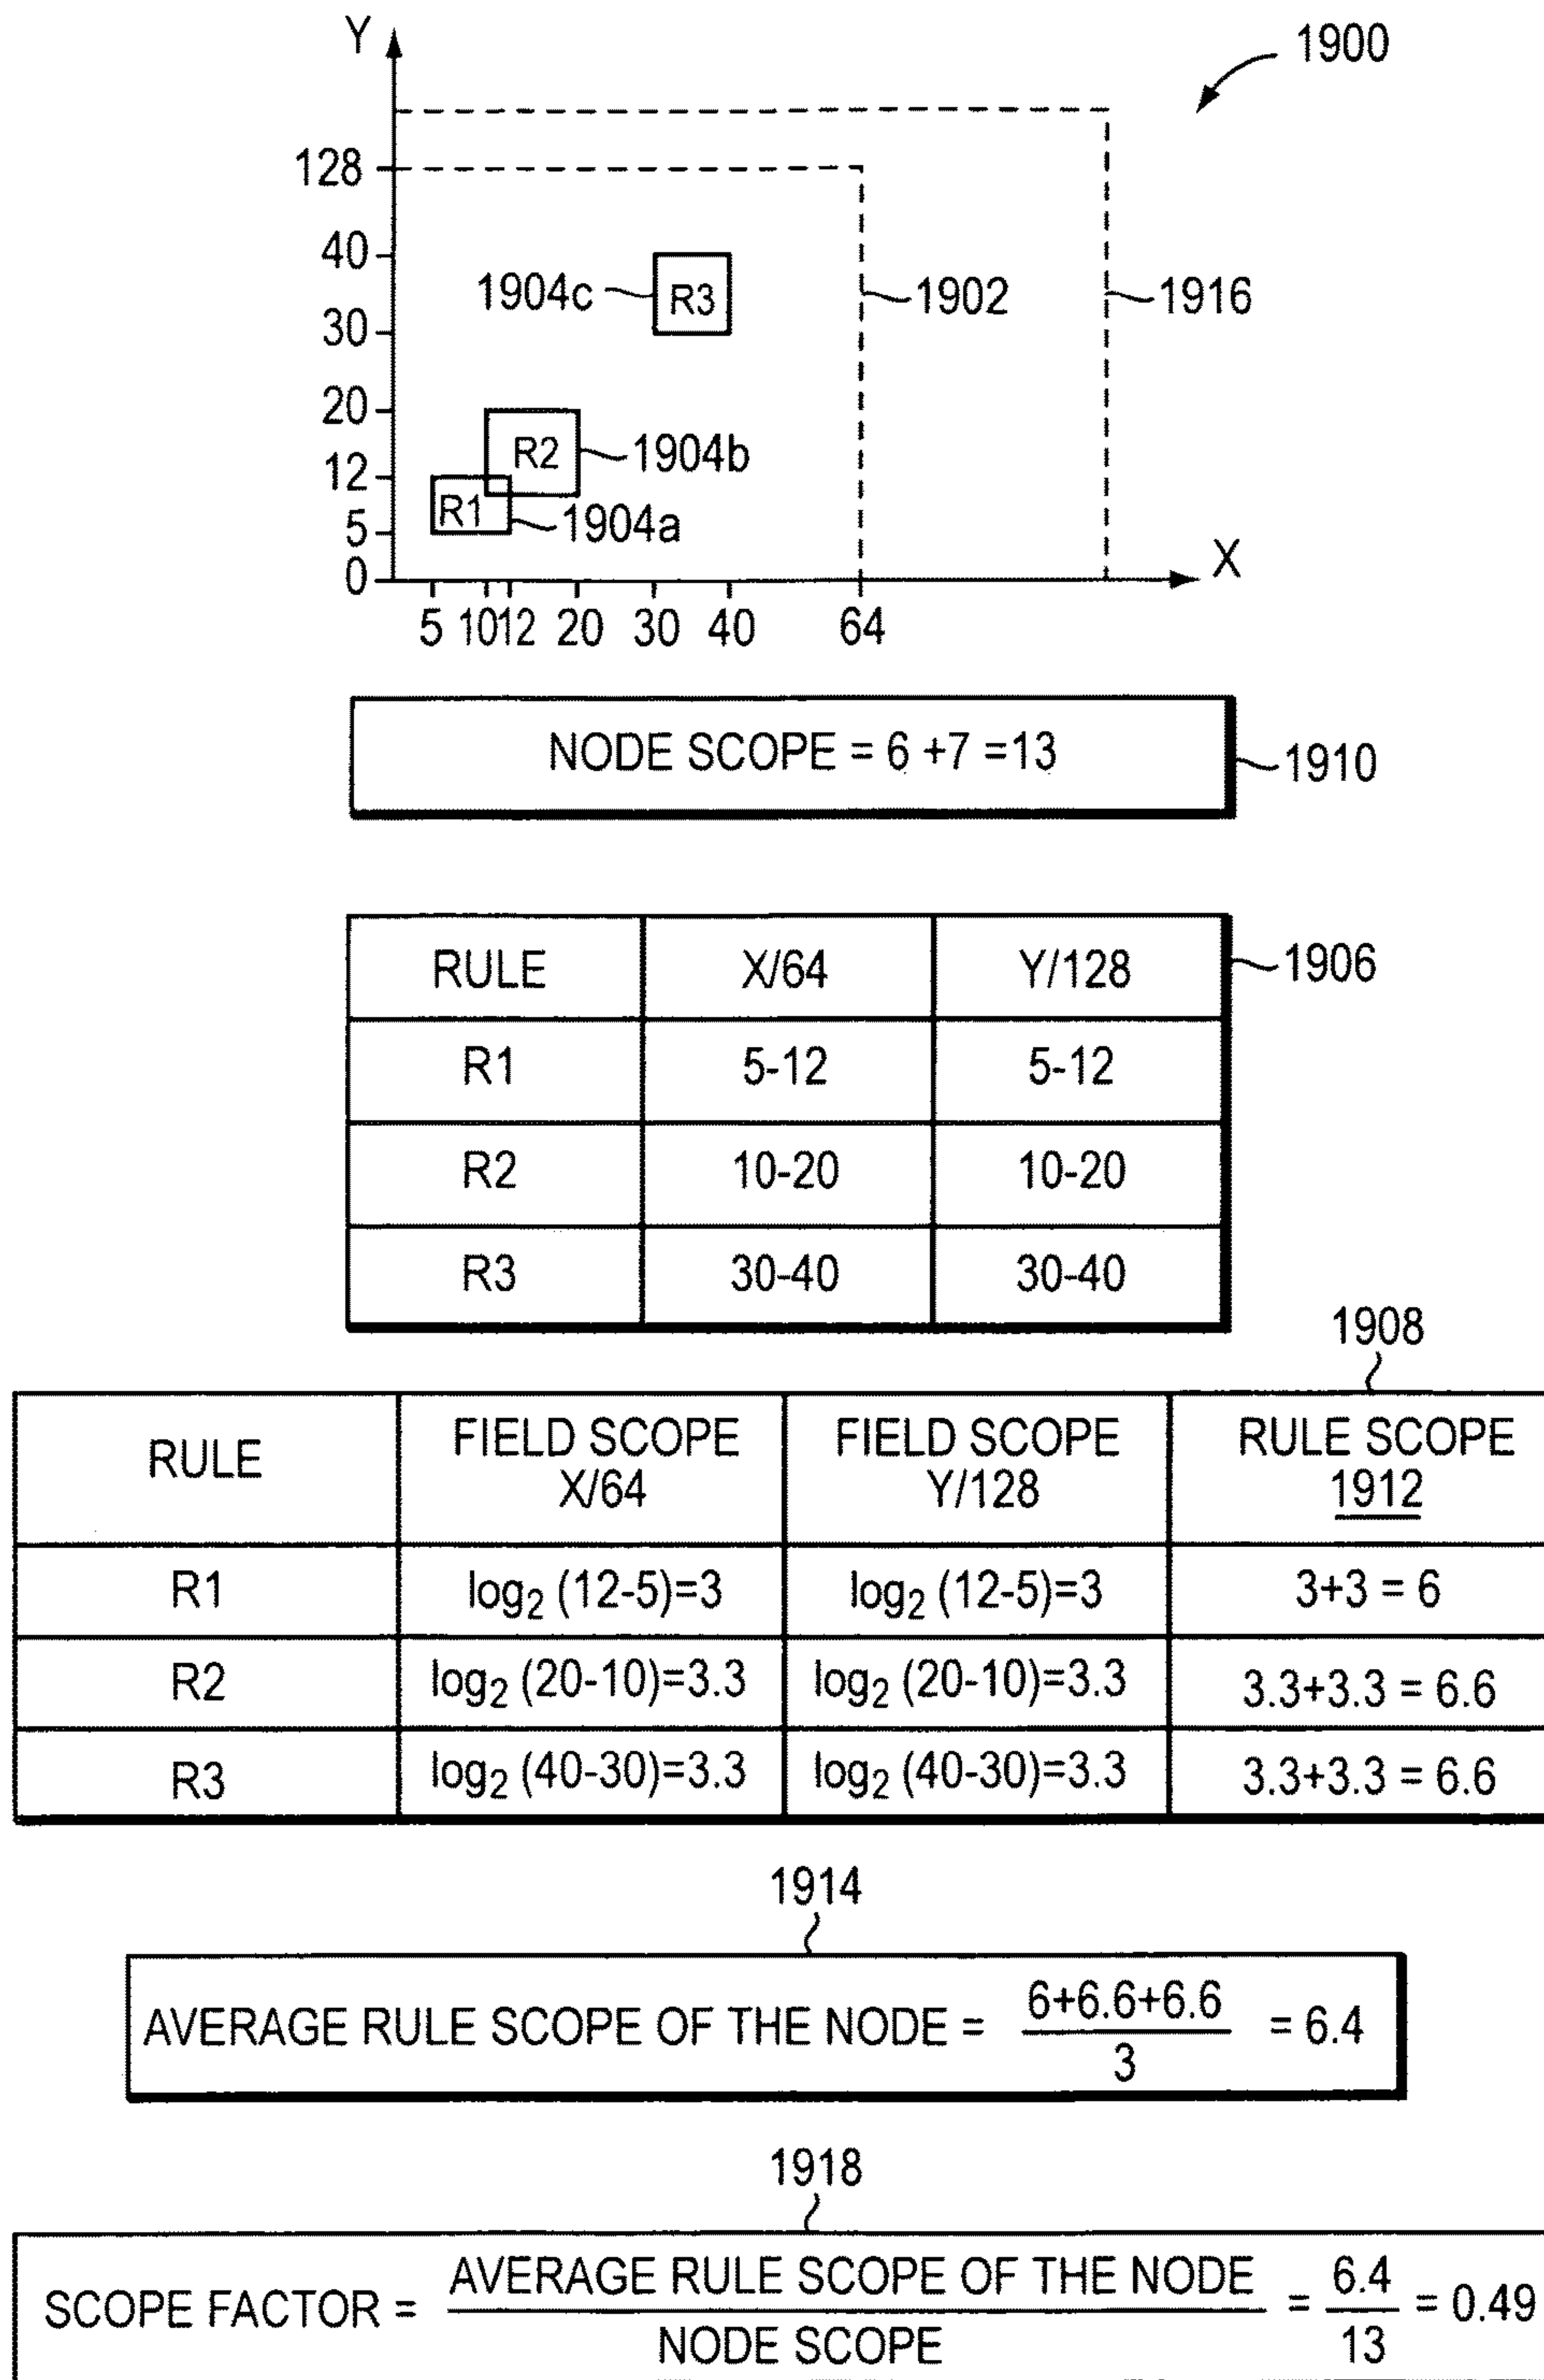 Y
1900
128
40
1904c
R3
1902
1916
30
20
R2
1904b
12
R1
1904a
5
0
X
5 10 12 20 30 40 64
NODE SCOPE = 6 +7 =13
1910
RULE X/64 Y/128
1906
R1 5-12 5-12
R2 10-20 10-20
R3 30-40 30-40
1908
RULE FIELD SCOPE X/64 FIELD SCOPE Y/128 RULE SCOPE 1912
R1 log₂ (12-5)=3 log₂ (12-5)=3 3+3 = 6
R2 log₂ (20-10)=3.3 log₂ (20-10)=3.3 3.3+3.3 = 6.6
R3 log₂ (40-30)=3.3 log₂ (40-30)=3.3 3.3+3.3 = 6.6
1914
AVERAGE RULE SCOPE OF THE NODE = 6+6.6+6.6 / 3 = 6.4
1918
SCOPE FACTOR = AVERAGE RULE SCOPE OF THE NODE / NODE SCOPE = 6.4 / 13 = 0.49